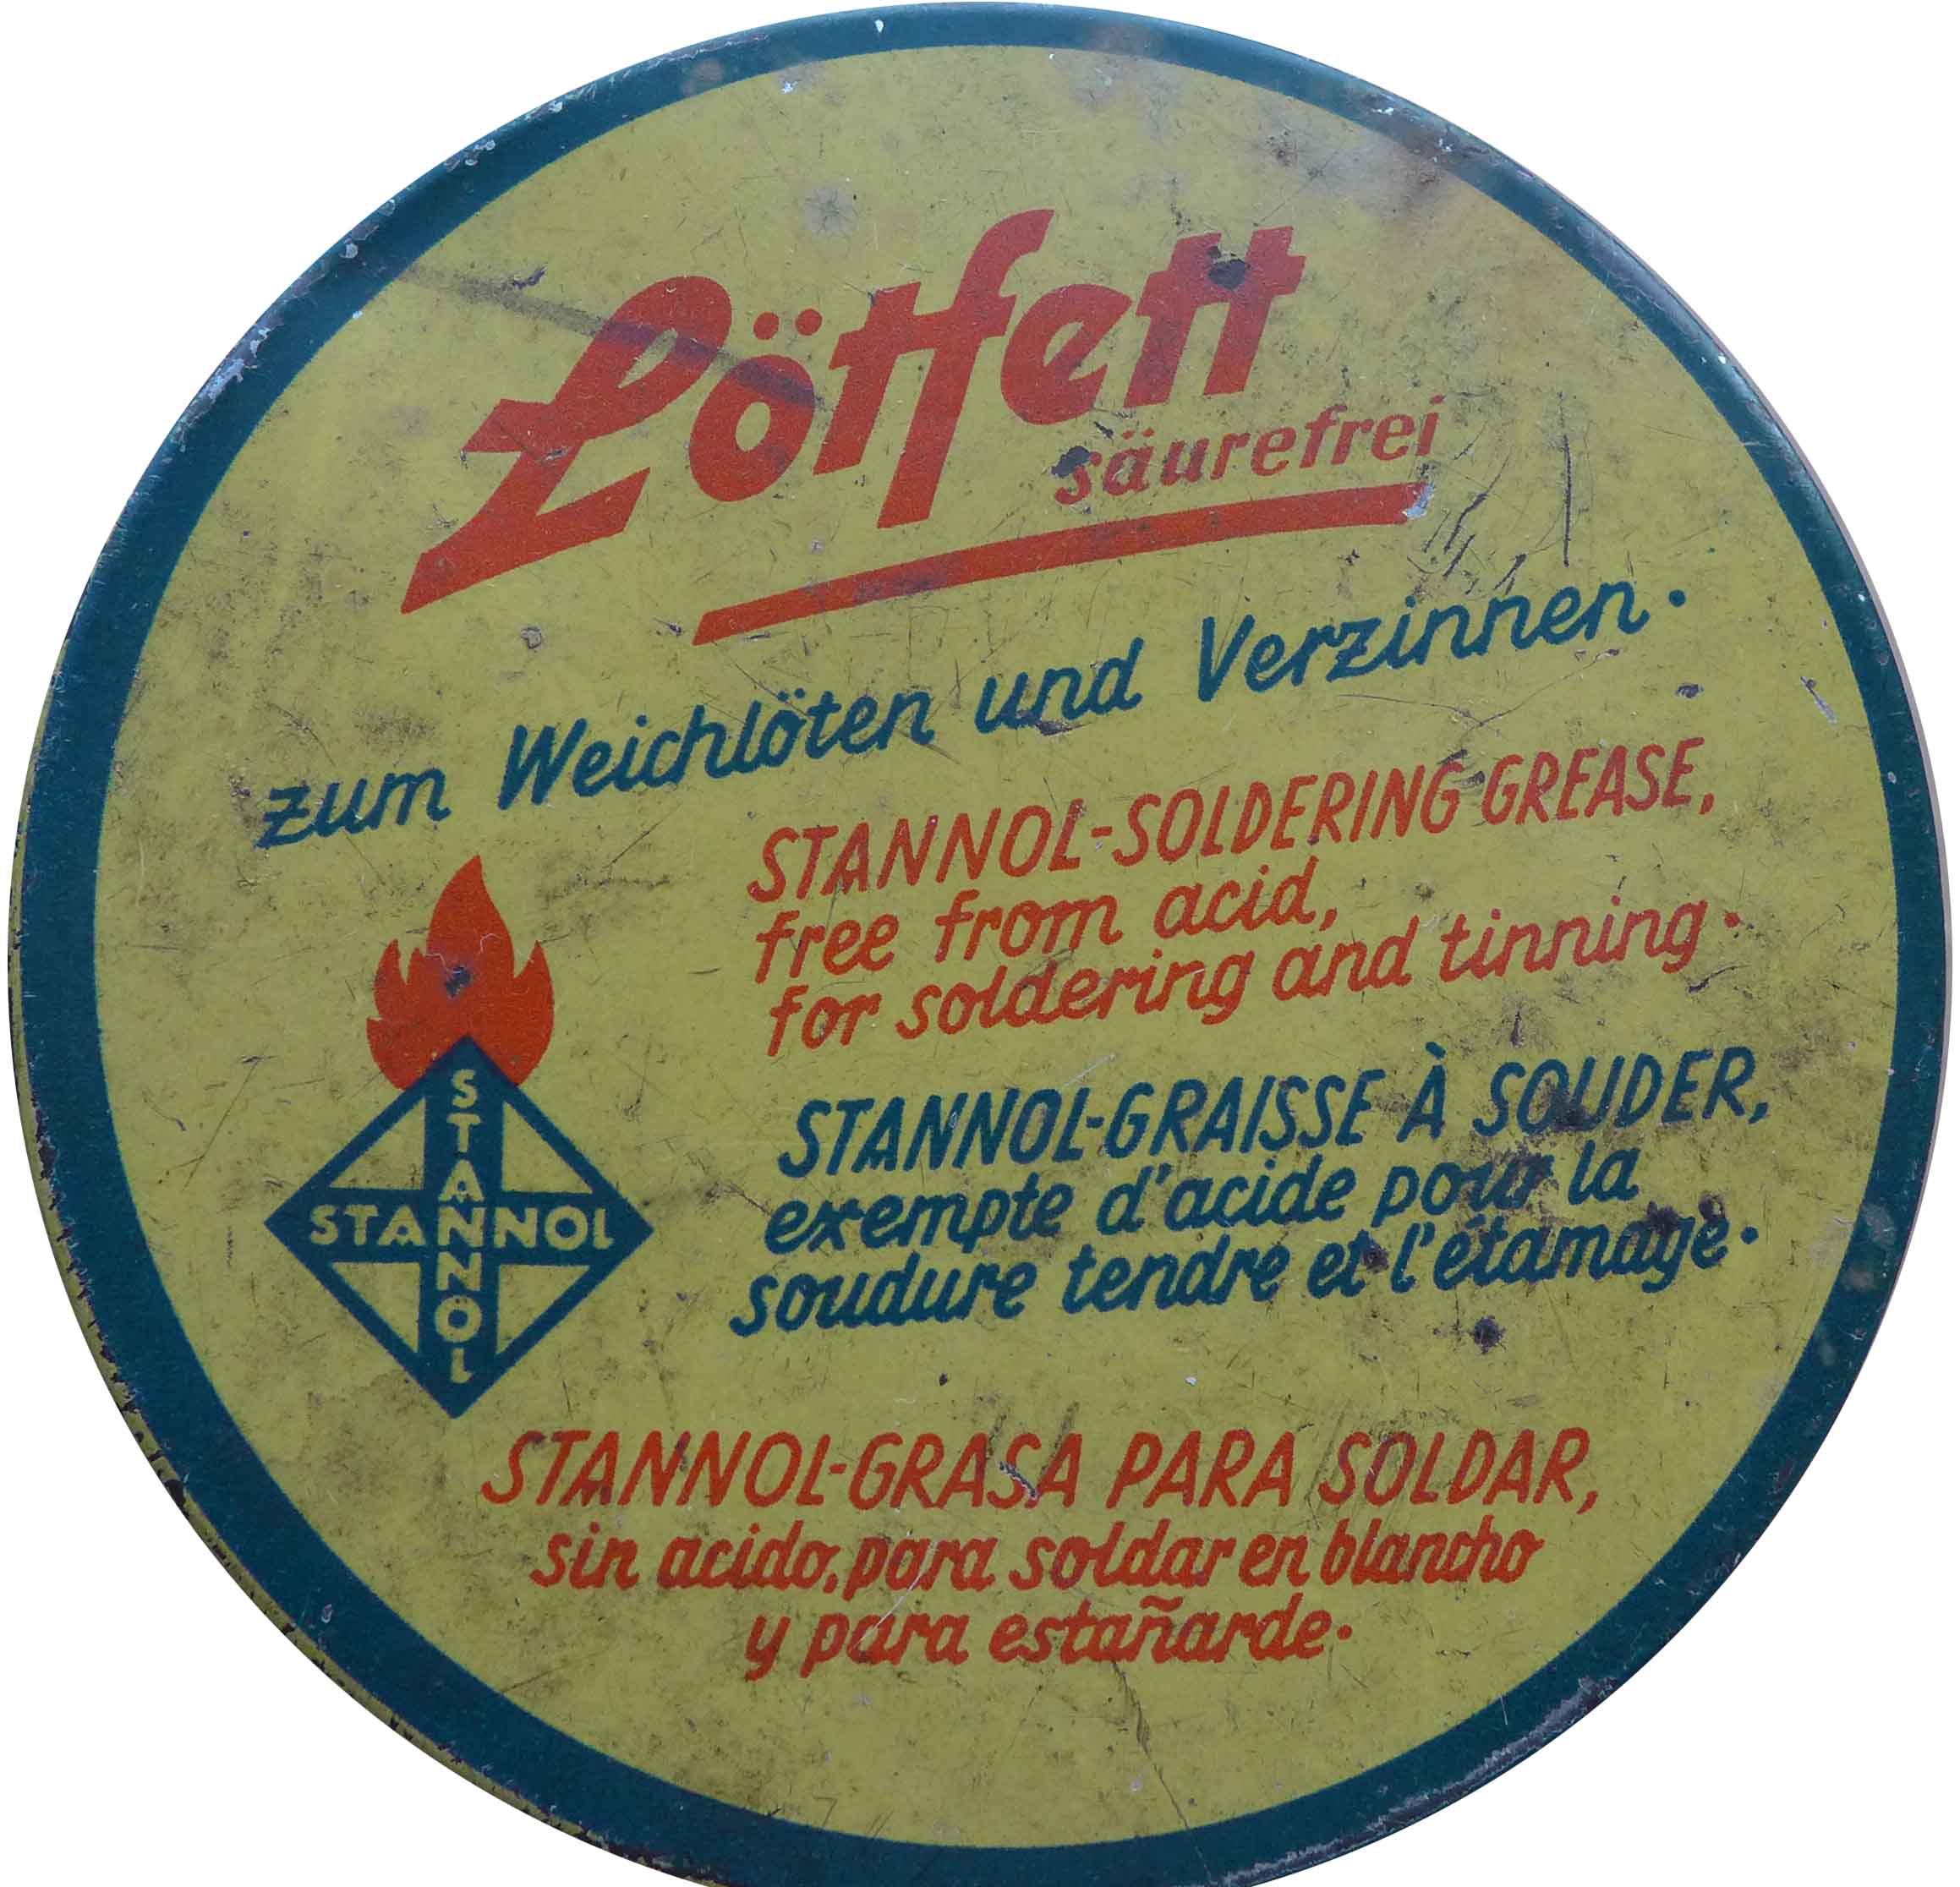 Lötfett
säurefrei
zum Weichlöten und Verzinnen.
STANNOL-SOLDERING GREASE,
free from acid,
for soldering and tinning.
STANNOL
STANNOL
STANNOL-GRAISSE À SOUDER,
exempte d'acide pour la
soudure tendre et l'étamage.
STANNOL-GRASA PARA SOLDAR,
sin acido, para soldar en blancho
y para estañarde.